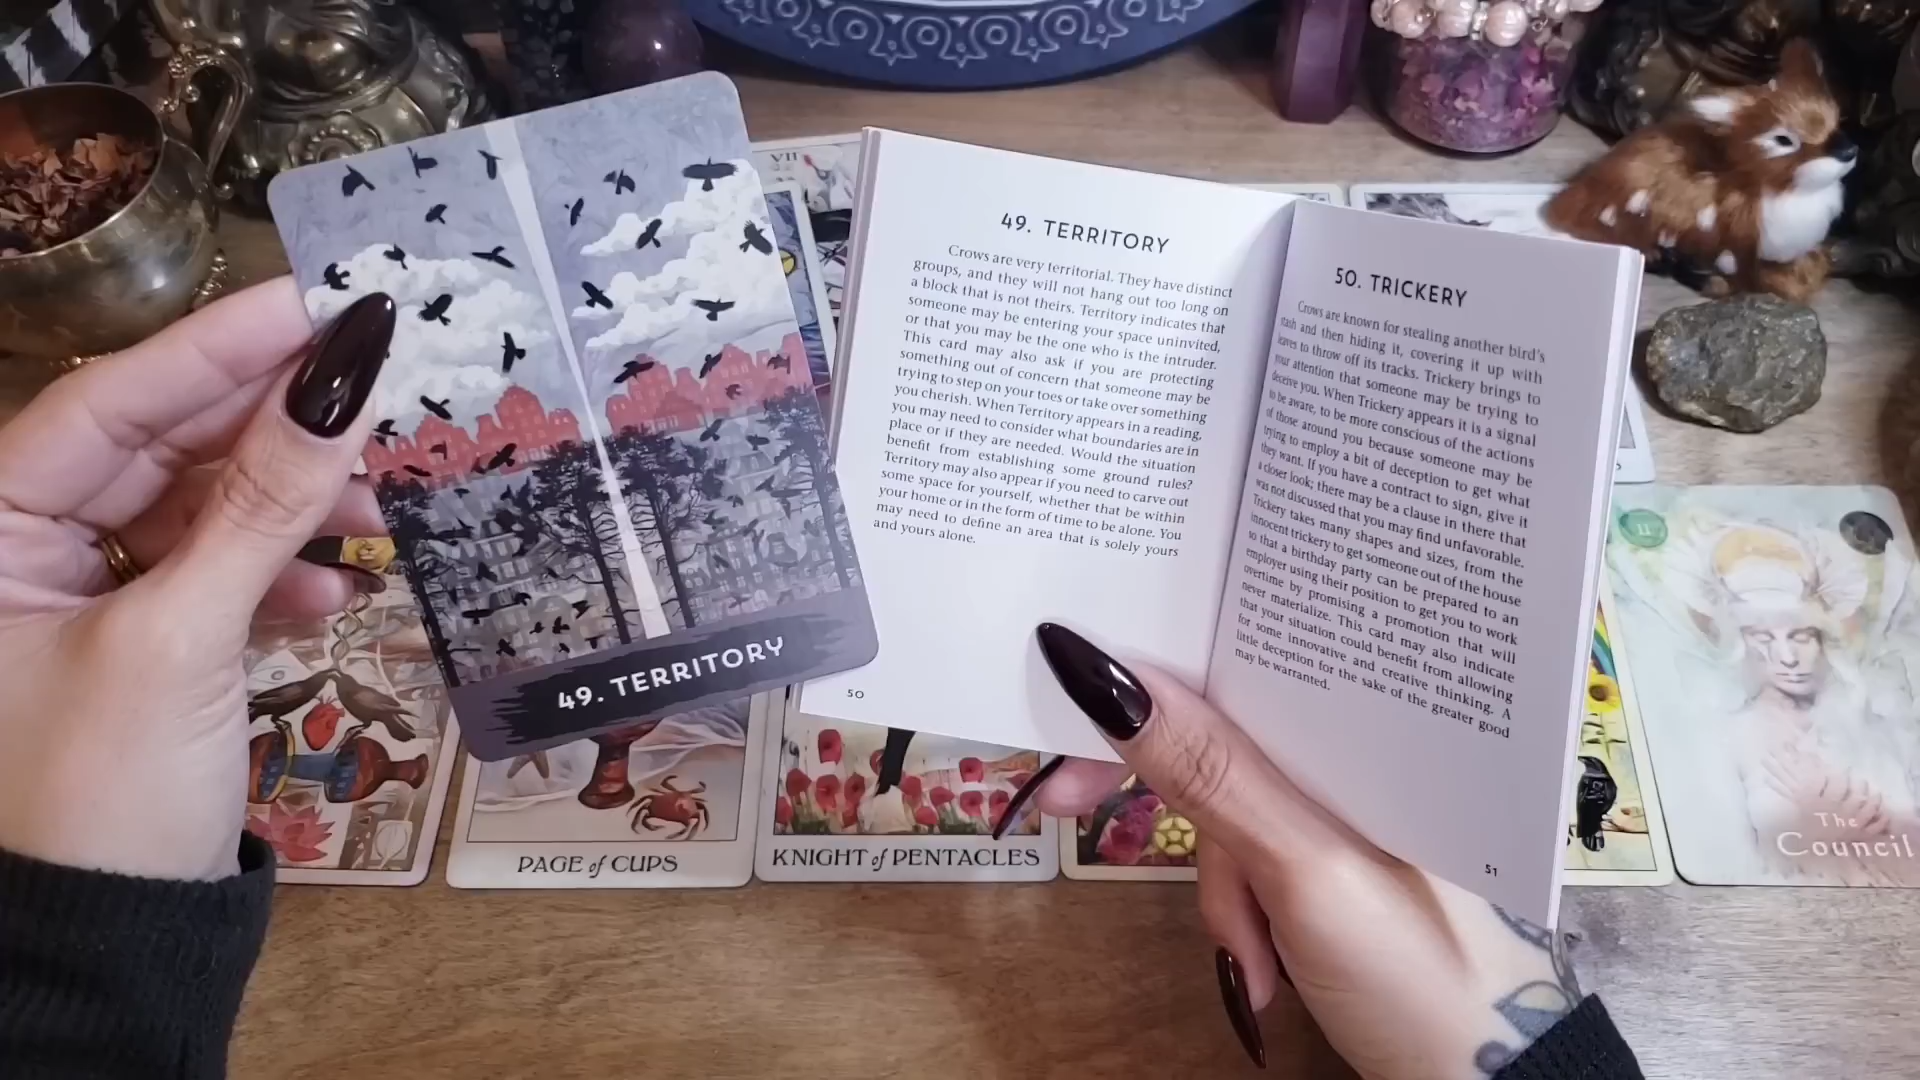 VII
49. TERRITORY
49. TERRITORY
Crows are very territorial. They have distinct
groups, and they will not hang out too long on
a block that is not theirs. Territory indicates that
someone may be entering your space uninvited,
or that you may be the one who is the intruder.
This card may also ask if you are protecting
something out of concern that someone may be
trying to step on your toes or take over something
you cherish. When Territory appears in a reading,
you may need to consider what boundaries are in
place or if they are needed. Would the situation
benefit from establishing some ground rules?
Territory may also appear if you need to carve out
some space for yourself, whether that be within
your home or in the form of time to be alone. You
may need to define an area that is solely yours
and yours alone.
50
50. TRICKERY
Crows are known for stealing another bird's
stash and then hiding it, covering it up with
leaves to throw off its tracks. Trickery brings to
your attention that someone may be trying to
deceive you. When Trickery appears it is a signal
to be aware, to be more conscious of the actions
of those around you because someone may be
trying to employ a bit of deception to get what
they want. If you have a contract to sign, give it
a closer look; there may be a clause in there that
was not discussed that you may find unfavorable.
Trickery takes many shapes and sizes, from the
innocent trickery to get someone out of the house
so that a birthday party can be prepared to an
employer using their position to get you to work
overtime by promising a promotion that will
never materialize. This card may also indicate
that your situation could benefit from allowing
for some innovative and creative thinking. A
little deception for the sake of the greater good
may be warranted.
51
PAGE of CUPS
KNIGHT of PENTACLES
11
The
Council